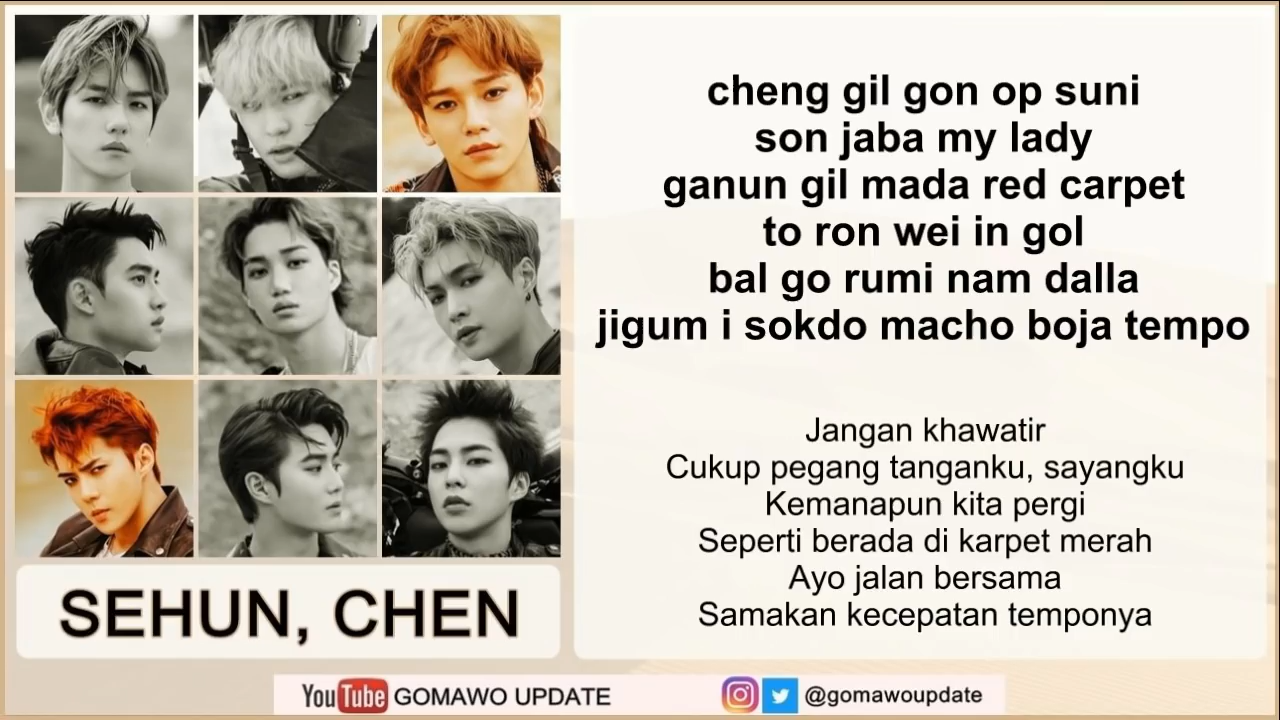 cheng gil gon op suni
son jaba my lady
ganun gil mada red carpet
to ron wei in gol
bal go rumi nam dalla
jigum i sokdo macho boja tempo
Jangan khawatir
Cukup pegang tanganku, sayangku
Kemanapun kita pergi
Seperti berada di karpet merah
Ayo jalan bersama
Samakan kecepatan temponya
SEHUN, CHEN
YouTube GOMAWO UPDATE
@gomawoupdate